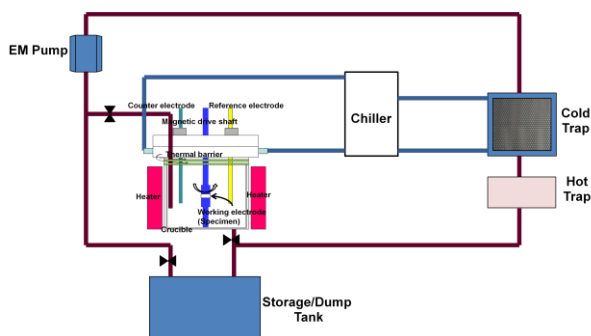 EM Pump
Counter electrode
Reference electrode
Magnetic drive shaft
Chiller
Cold
Trap
Thermal barrier
Hot
Trap
Heater
Heater
Working electrode
(Specimen)
Crucible
Storage/Dump
Tank